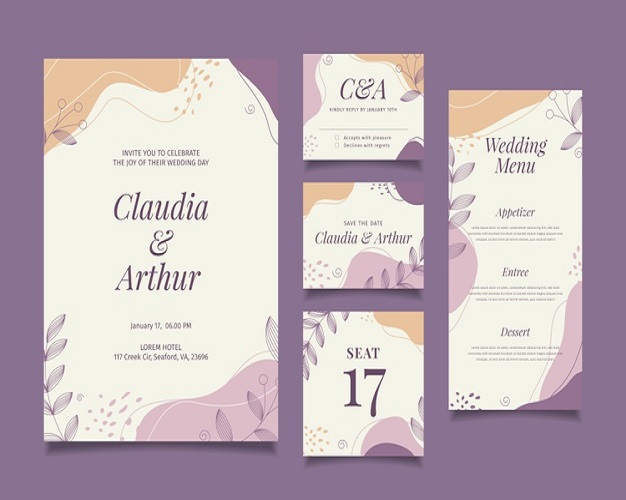 INVITE YOU TO CELEBRATE
THE JOY OF THEIR WEDDING DAY
Claudia
&
Arthur
January 17, 06.00 PM
LOREM HOTEL
117 Creek Cir, Seaford, VA, 23696
C&A
KINDLY REPLY BY JANUARY 10TH
Accepts with pleasure
Declines with regrets
SAVE THE DATE
Claudia & Arthur
SEAT
17
Wedding
Menu
Appetizer
Entree
Dessert